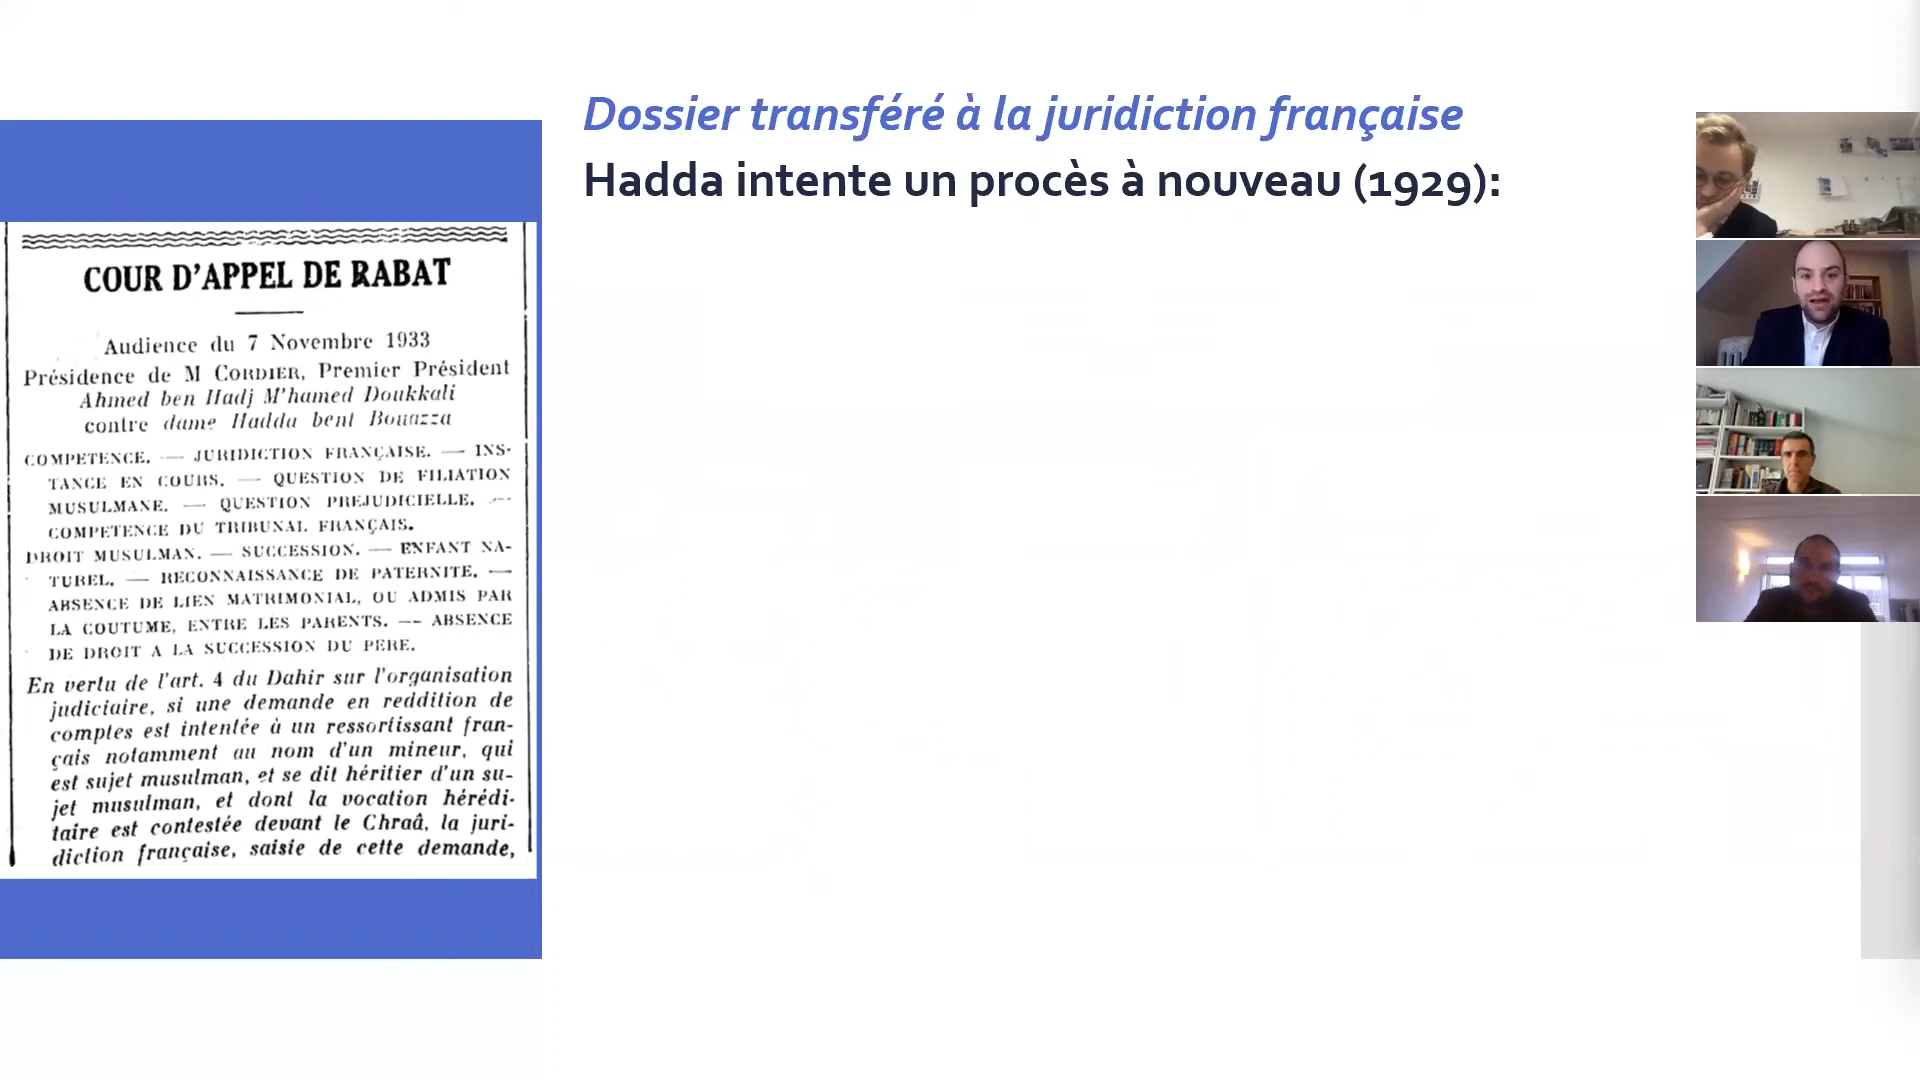 Dossier transféré à la juridiction française
Hadda intente un procès à nouveau (1929):
COUR D'APPEL DE RABAT
Audience du 7 Novembre 1933
Présidence de M CORDIER, Premier Président
Ahmed ben Hadj M'hamed Doukkali
contre dame Hadda bent Bouazza
COMPETENCE. — JURIDICTION FRANÇAISE. — INS-
TANCE EN COURS. — QUESTION DE FILIATION
MUSULMANE. — QUESTION PREJUDICIELLE. —
COMPETENCE DU TRIBUNAL FRANÇAIS.
DROIT MUSULMAN. — SUCCESSION. — ENFANT NA-
TUREL. — RECONNAISSANCE DE PATERNITE. —
ABSENCE DE LIEN MATRIMONIAL, OU ADMIS PAR
LA COUTUME, ENTRE LES PARENTS. — ABSENCE
DE DROIT A LA SUCCESSION DU PERE.
En vertu de l'art. 4 du Dahir sur l'organisation
judiciaire, si une demande en reddition de
comptes est intentée à un ressortissant fran-
çais notamment au nom d'un mineur, qui
est sujet musulman, et se dit héritier d'un su-
jet musulman, et dont la vocation hérédi-
taire est contestée devant le Chraâ, la juri-
diction française, saisie de cette demande,